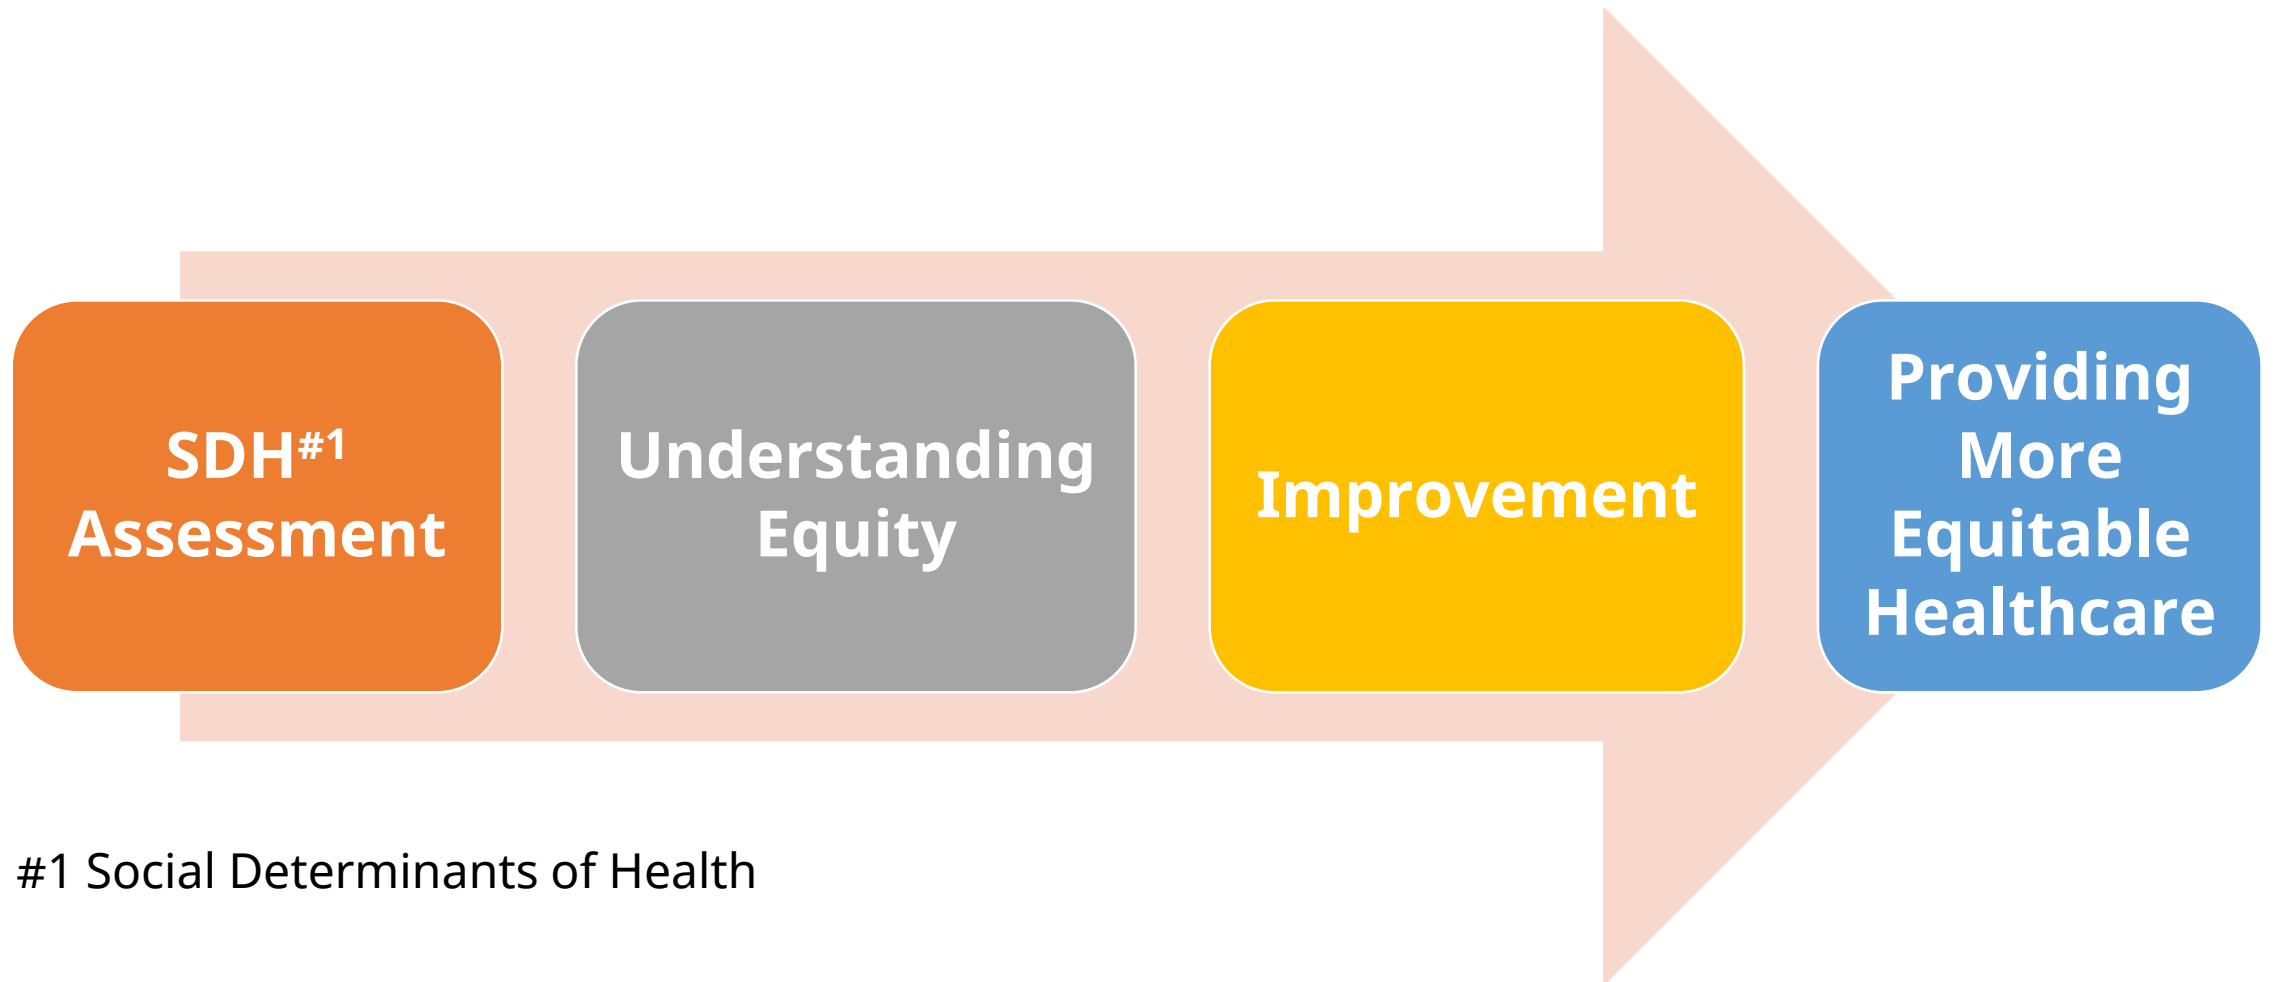 SDH#1
Assessment
Understanding
Equity
Improvement
Providing
More
Equitable
Healthcare
#1 Social Determinants of Health